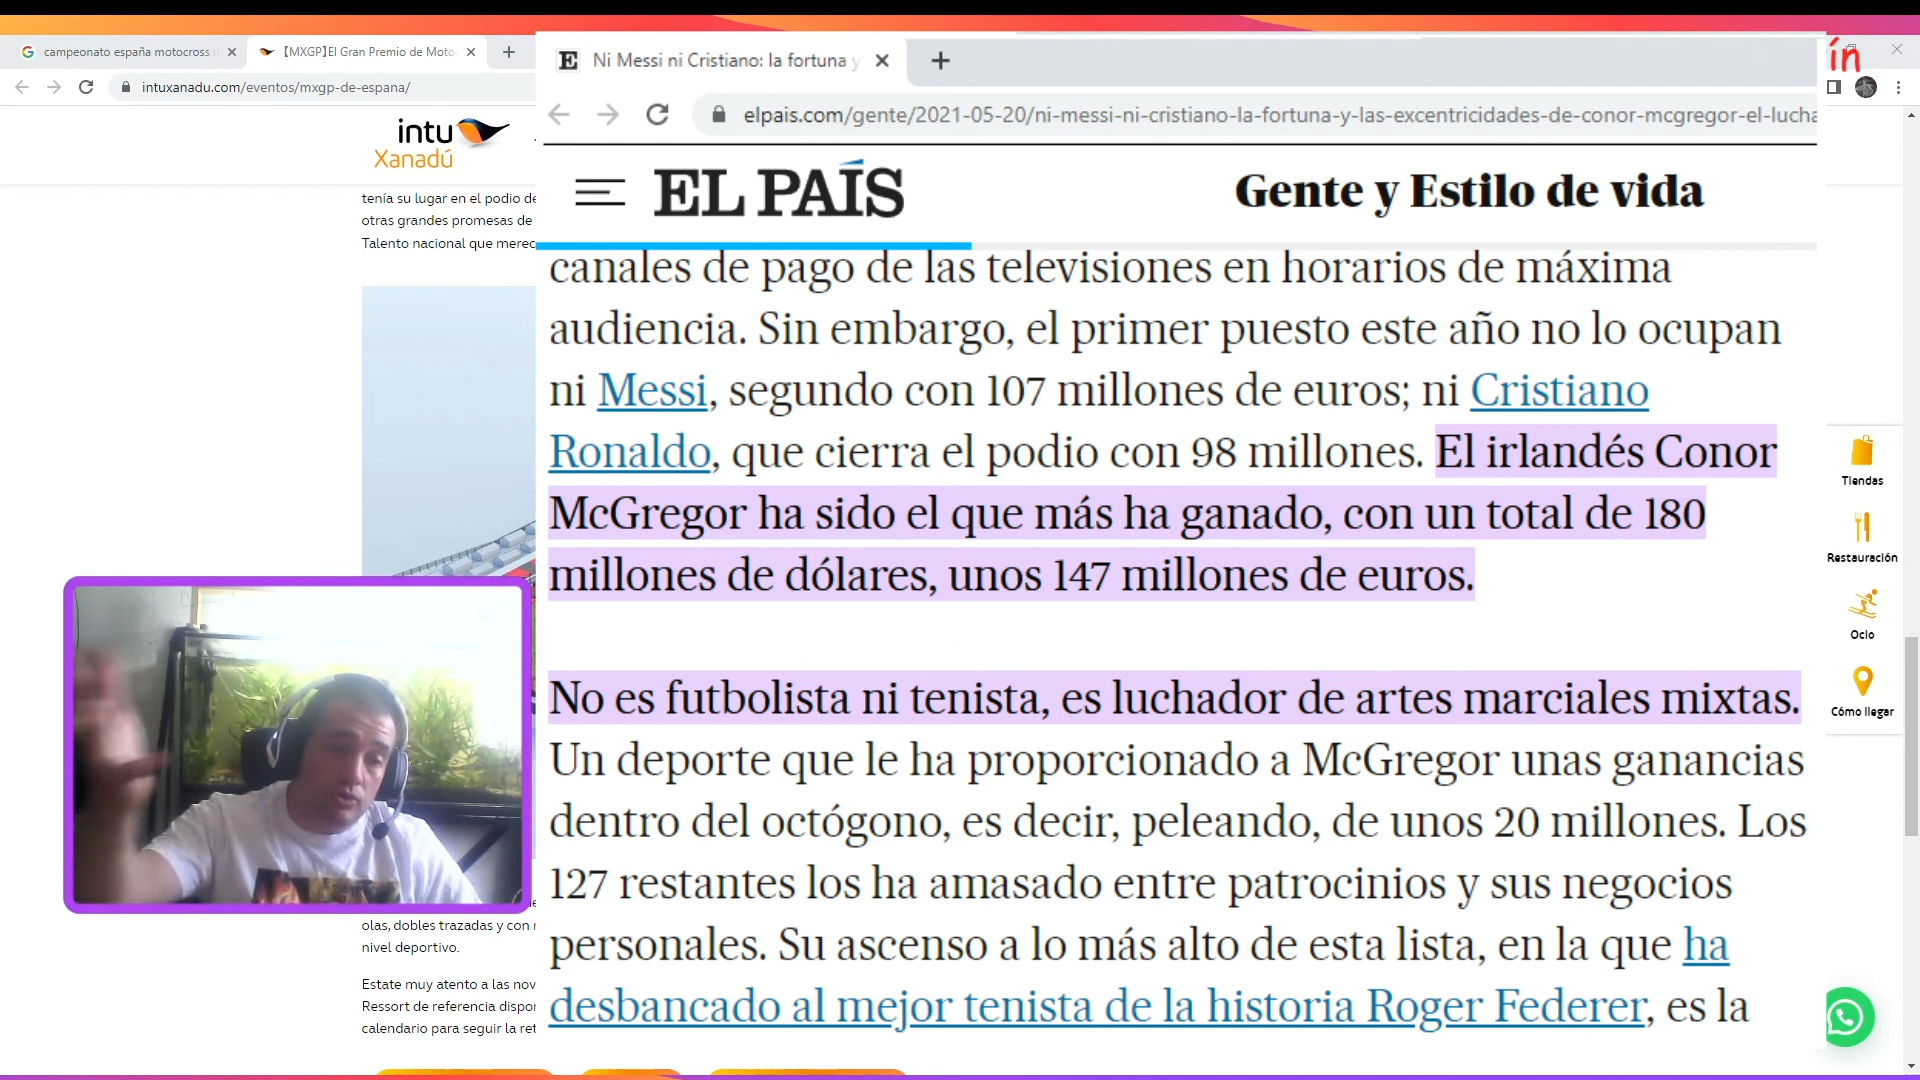 campeonato españa motocross i
[MXGP]El Gran Premio de Moto
intuxanadu.com/eventos/mxgp-de-espana/
intu
Xanadú
tenía su lugar en el podio de
otras grandes promesas de
Talento nacional que merec
olas, dobles trazadas y con
nivel deportivo.
Estate muy atento a las nov
Ressort de referencia dispor
calendario para seguir la ret
Ni Messi ni Cristiano: la fortuna y
elpais.com/gente/2021-05-20/ni-messi-ni-cristiano-la-fortuna-y-las-excentricidades-de-conor-mcgregor-el-lucha
EL PAÍS
Gente y Estilo de vida
canales de pago de las televisiones en horarios de máxima
audiencia. Sin embargo, el primer puesto este año no lo ocupan
ni Messi, segundo con 107 millones de euros; ni Cristiano
Ronaldo, que cierra el podio con 98 millones. El irlandés Conor
McGregor ha sido el que más ha ganado, con un total de 180
millones de dólares, unos 147 millones de euros.
No es futbolista ni tenista, es luchador de artes marciales mixtas.
Un deporte que le ha proporcionado a McGregor unas ganancias
dentro del octógono, es decir, peleando, de unos 20 millones. Los
127 restantes los ha amasado entre patrocinios y sus negocios
personales. Su ascenso a lo más alto de esta lista, en la que ha
desbancado al mejor tenista de la historia Roger Federer, es la
ín
Tiendas
Restauración
Ocio
Cómo llegar